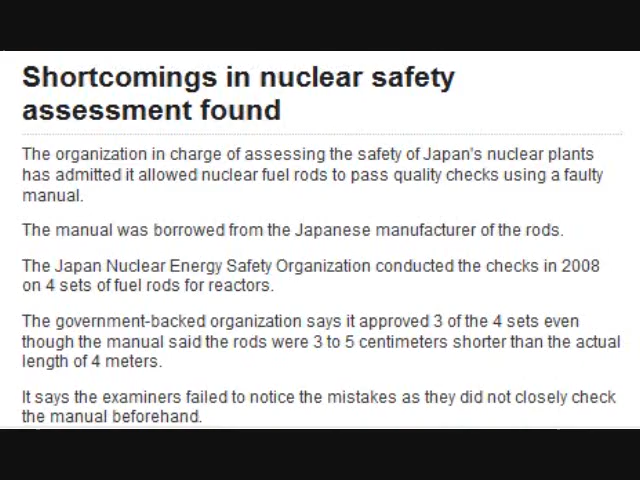 Shortcomings in nuclear safety
assessment found
The organization in charge of assessing the safety of Japan's nuclear plants
has admitted it allowed nuclear fuel rods to pass quality checks using a faulty
manual.
The manual was borrowed from the Japanese manufacturer of the rods.
The Japan Nuclear Energy Safety Organization conducted the checks in 2008
on 4 sets of fuel rods for reactors.
The government-backed organization says it approved 3 of the 4 sets even
though the manual said the rods were 3 to 5 centimeters shorter than the actual
length of 4 meters.
It says the examiners failed to notice the mistakes as they did not closely check
the manual beforehand.